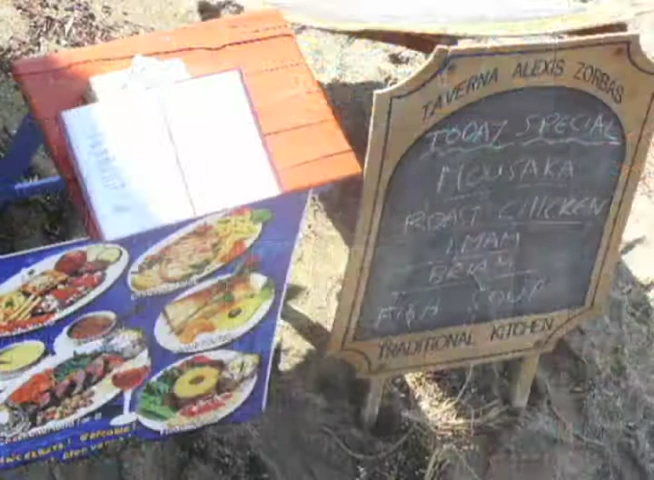 TAVERNA ALEXIS ZORBAS
TODAY SPECIAL
MOUSAKA
ROAST CHICKEN
IMAM
BRIAM
FISH SOUP
TRADITIONAL KITCHEN